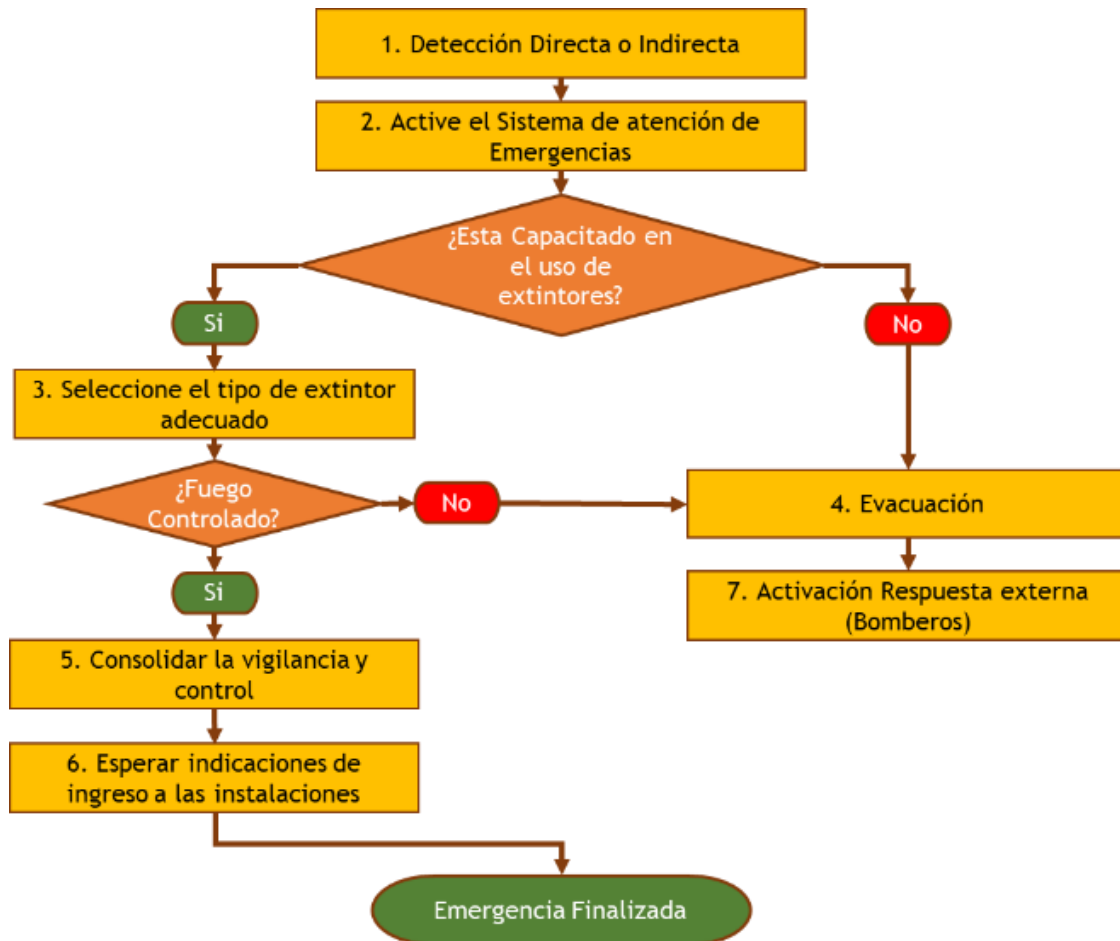 1. Detección Directa o Indirecta
2. Active el Sistema de atención de
Emergencias
¿Esta Capacitado en
el uso de
extintores?
Si
No
3. Seleccione el tipo de extintor
adecuado
¿Fuego
Controlado?
No
4. Evacuación
Si
7. Activación Respuesta externa
(Bomberos)
5. Consolidar la vigilancia y
control
6. Esperar indicaciones de
ingreso a las instalaciones
Emergencia Finalizada